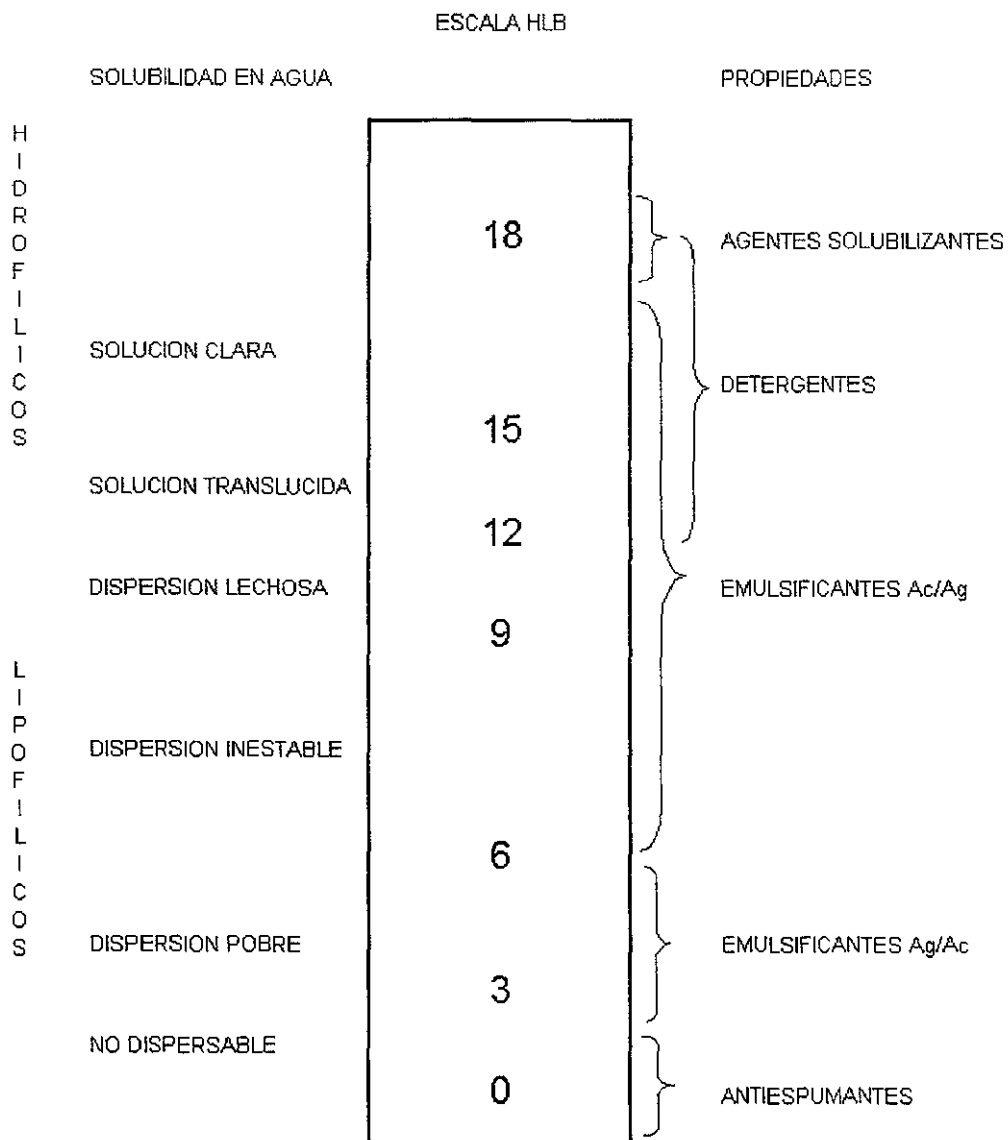 ESCALA HLB
SOLUBILIDAD EN AGUA
PROPIEDADES
HIDROFILICOS
18
AGENTES SOLUBILIZANTES
SOLUCION CLARA
DETERGENTES
15
SOLUCION TRANSLUCIDA
12
DISPERSION LECHOSA
EMULSIFICANTES Ac/Ag
9
LIPOFILICOS
DISPERSION INESTABLE
6
DISPERSION POBRE
EMULSIFICANTES Ag/Ac
3
NO DISPERSABLE
0
ANTIESPUMANTES